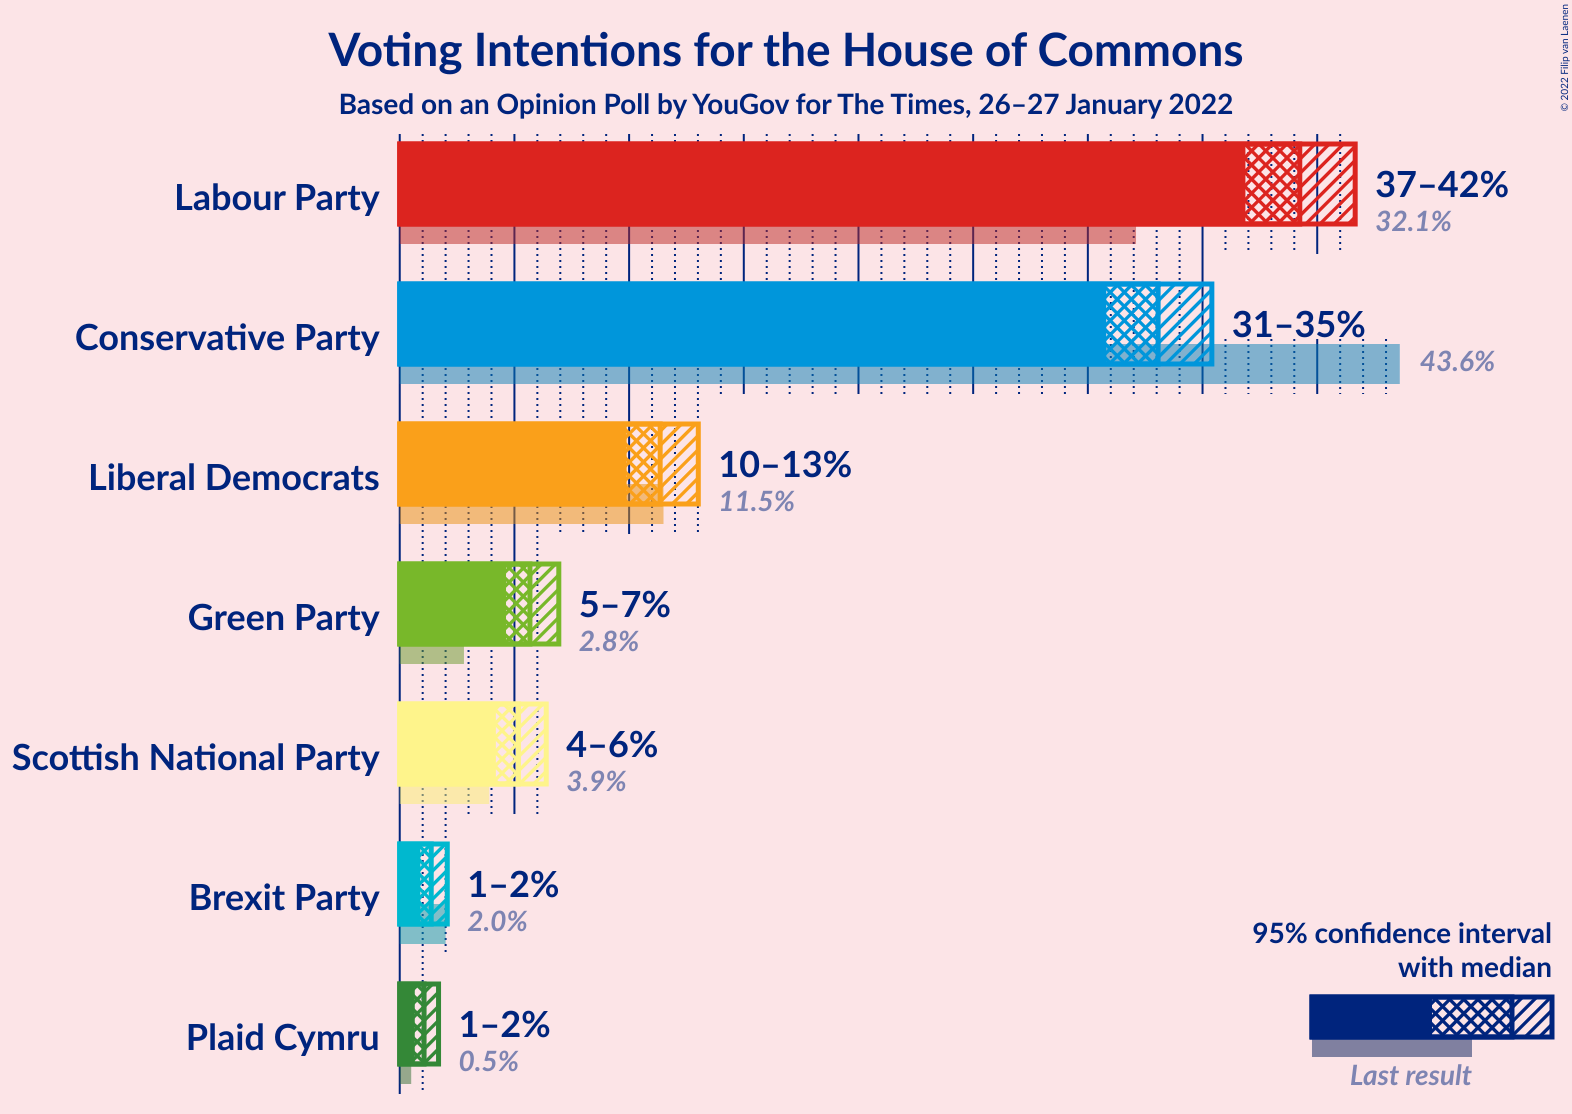 Voting Intentions for the House of Commons
Based on an Opinion Poll by YouGov for The Times, 26–27 January 2022
© 2022 Filip van Laenen
Labour Party
37–42%
32.1%
Conservative Party
31–35%
43.6%
Liberal Democrats
10–13%
11.5%
Green Party
5–7%
2.8%
Scottish National Party
4–6%
3.9%
Brexit Party
1–2%
2.0%
Plaid Cymru
1–2%
0.5%
95% confidence interval
with median
Last result